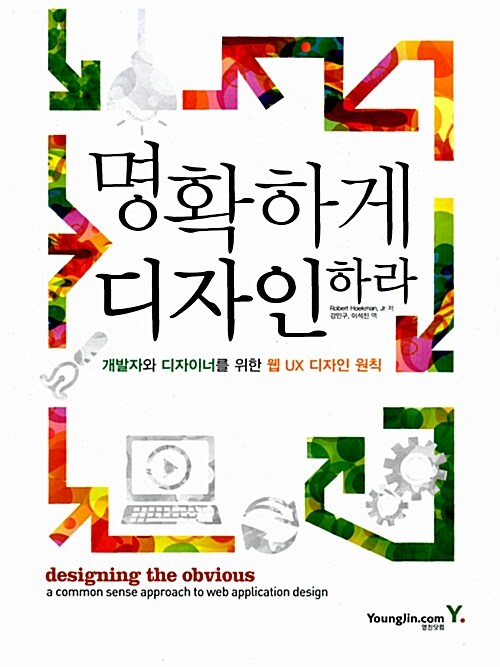 명확하게
디자인하라
Robert Hoekman, Jr 저
강민구, 이석진 역
개발자와 디자이너를 위한 웹 UX 디자인 원칙
designing the obvious
a common sense approach to web application design
YoungJin.com Y.
영진닷컴